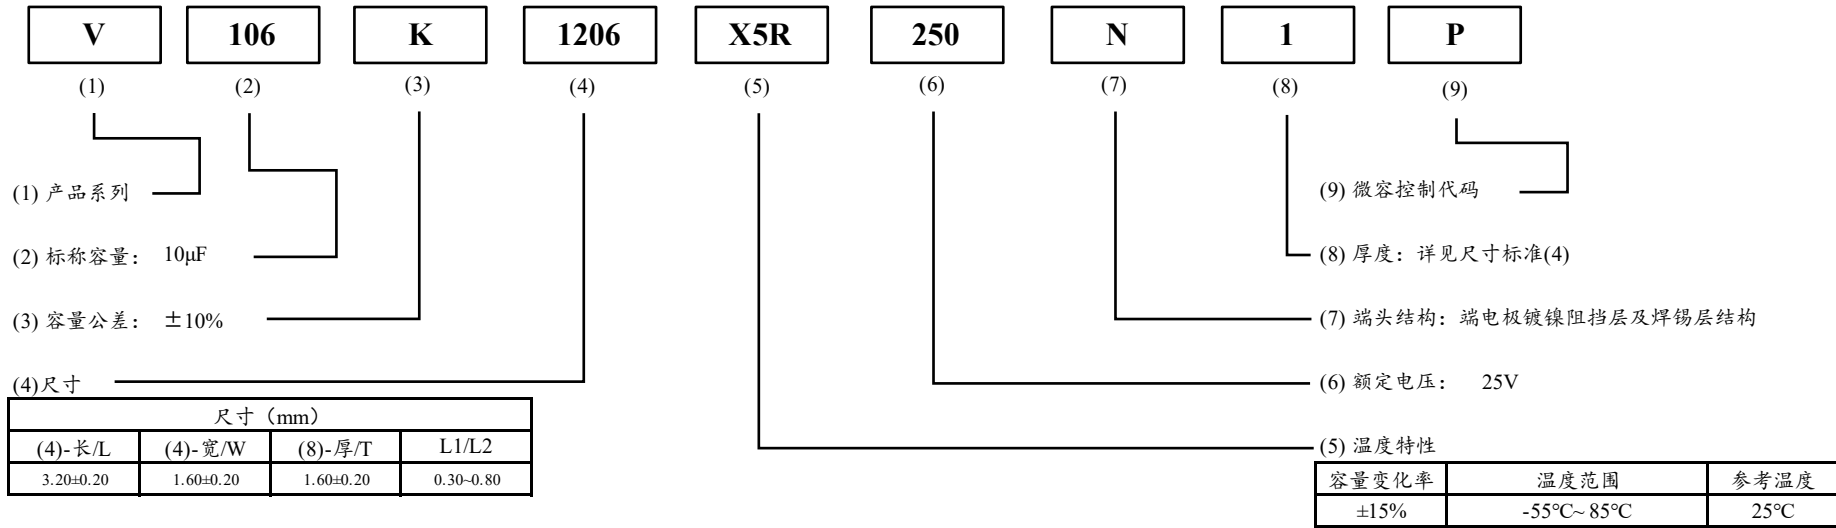 V 106 K 1206 X5R 250 N 1 P
(1) (2) (3) (4) (5) (6) (7) (8) (9)
(1) 产品系列
(9) 微容控制代码
(2) 标称容量： 10μF
(8) 厚度：详见尺寸标准(4)
(3) 容量公差： ±10%
(7) 端头结构：端电极镀镍阻挡层及焊锡层结构
(4)尺寸
(6) 额定电压： 25V
尺寸（mm）
(4)-长/L (4)-宽/W (8)-厚/T L1/L2
3.20±0.20 1.60±0.20 1.60±0.20 0.30~0.80
(5) 温度特性
容量变化率 温度范围 参考温度
±15% -55℃~ 85℃ 25℃